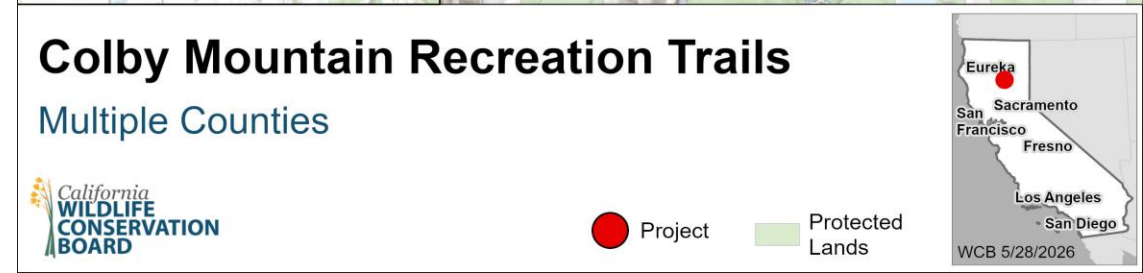 Colby Mountain Recreation Trails
Multiple Counties
California
WILDLIFE
CONSERVATION
BOARD
Project
Protected
Lands
Eureka
Sacramento
San
Francisco
Fresno
Los Angeles
San Diego
WCB 5/28/2026